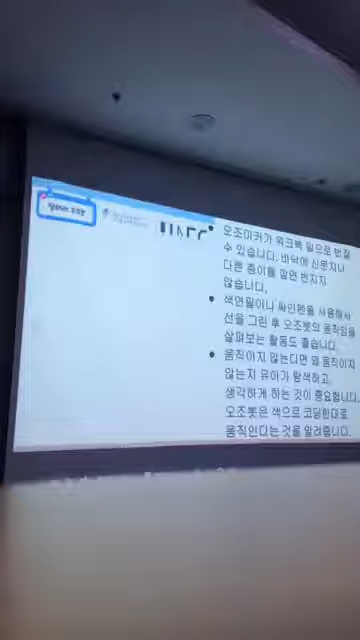 오조마카가 워크북 밑으로 번질
수 있습니다. 바닥에 신문지나
다른 종이를 깔면 번지지
않습니다.
색연필이나 싸인펜을 사용해서
선을 그린 후 오조봇의 움직임을
살펴보는 활동도 좋습니다.
움직이지 않는다면 왜 움직이지
않는지 유아가 탐색하고,
생각하게 하는 것이 중요합니다.
오조봇은 색으로 코딩한대로
움직인다는 것을 알려줍니다.